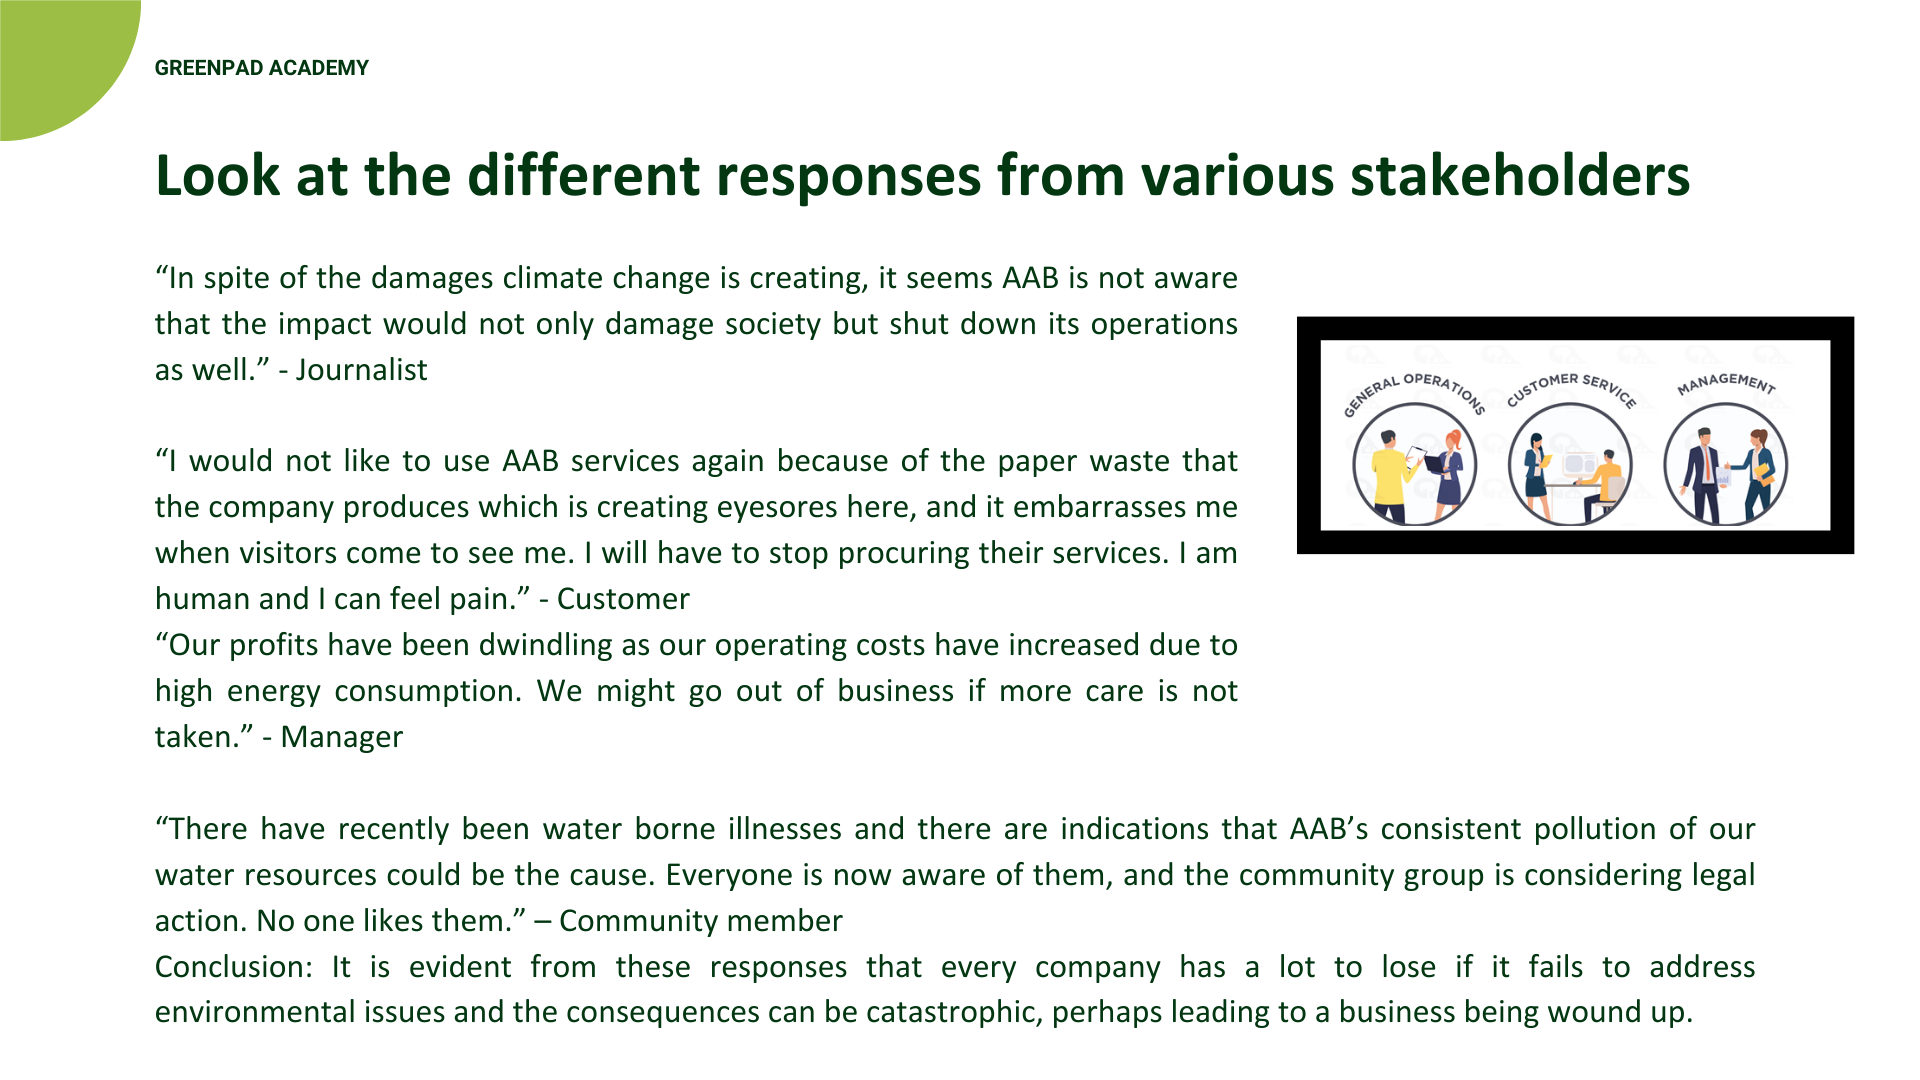 GREENPAD ACADEMY
Look at the different responses from various stakeholders
“In spite of the damages climate change is creating, it seems AAB is not aware
that the impact would not only damage society but shut down its operations
as well.” - Journalist
“I would not like to use AAB services again because of the paper waste that
the company produces which is creating eyesores here, and it embarrasses me
when visitors come to see me. I will have to stop procuring their services. I am
human and I can feel pain.” - Customer
“Our profits have been dwindling as our operating costs have increased due to
high energy consumption. We might go out of business if more care is not
taken.” - Manager
GENERAL OPERATIONS
CUSTOMER SERVICE
MANAGEMENT
“There have recently been water borne illnesses and there are indications that AAB’s consistent pollution of our
water resources could be the cause. Everyone is now aware of them, and the community group is considering legal
action. No one likes them.” – Community member
Conclusion: It is evident from these responses that every company has a lot to lose if it fails to address
environmental issues and the consequences can be catastrophic, perhaps leading to a business being wound up.